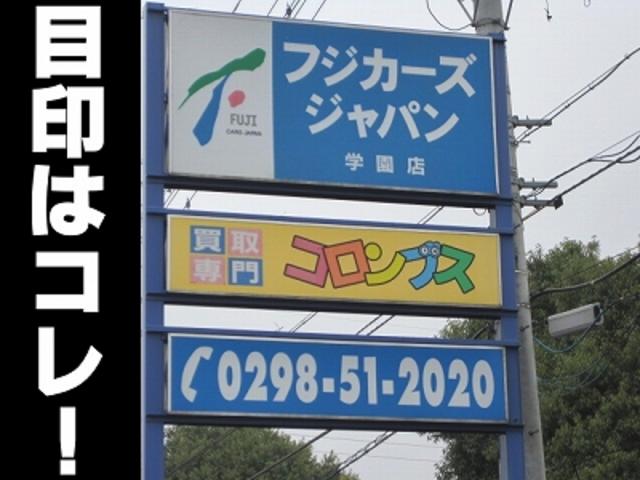 目印はコレ!
フジカーズ
ジャパン
学園店
FUJI
CARS JAPAN
買取
専門
コロンブス
0298-51-2020